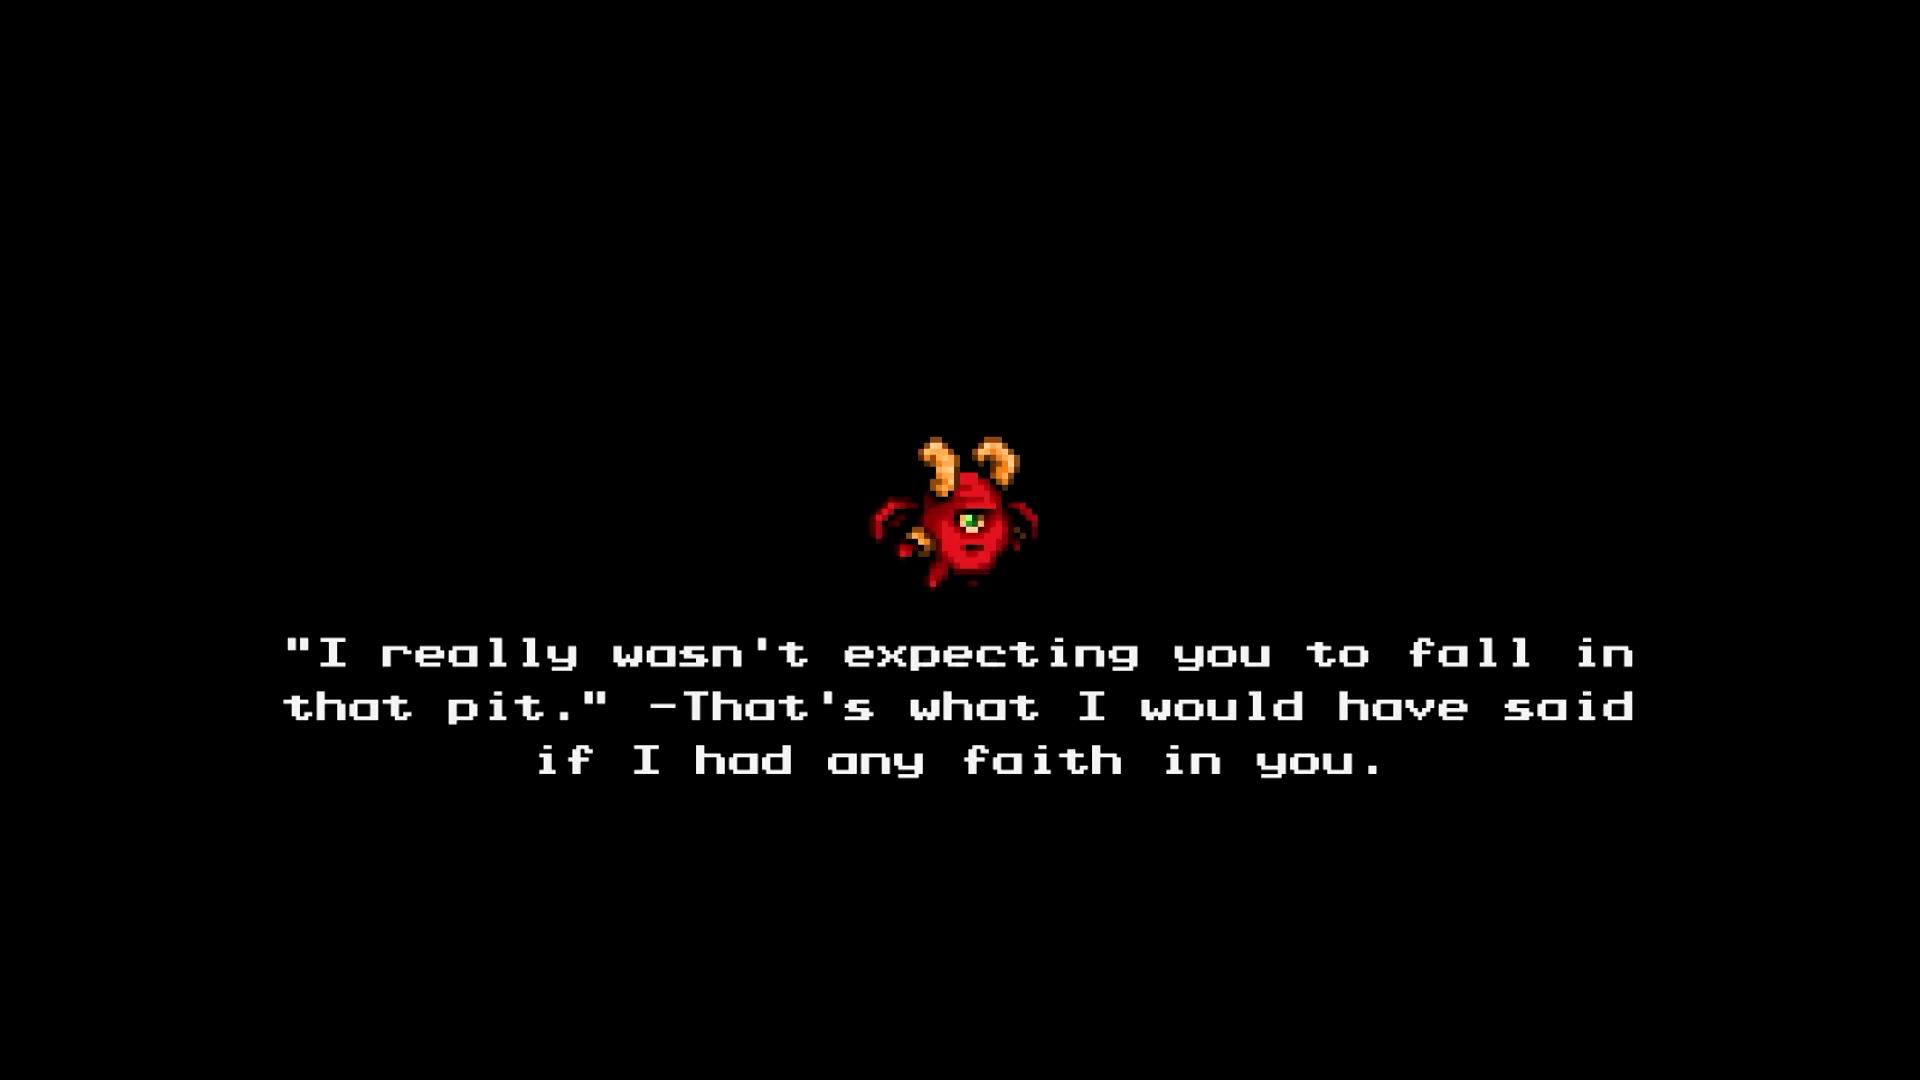 "I really wasn't expecting you to fall in
that pit." -That's what I would have said
if I had any faith in you.